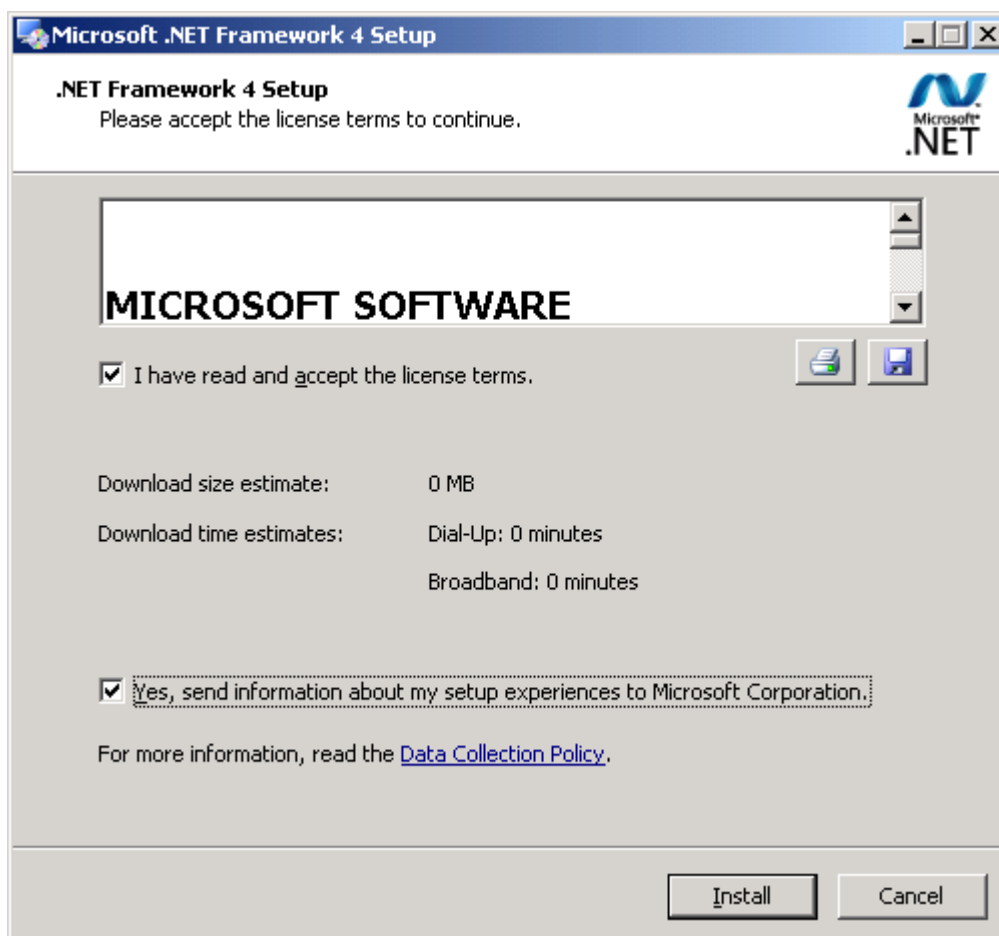 Microsoft .NET Framework 4 Setup
.NET Framework 4 Setup
Please accept the license terms to continue.
Microsoft®
.NET
MICROSOFT SOFTWARE
I have read and accept the license terms.
Download size estimate: 0 MB
Download time estimates: Dial-Up: 0 minutes
Broadband: 0 minutes
Yes, send information about my setup experiences to Microsoft Corporation.
For more information, read the Data Collection Policy.
Install Cancel